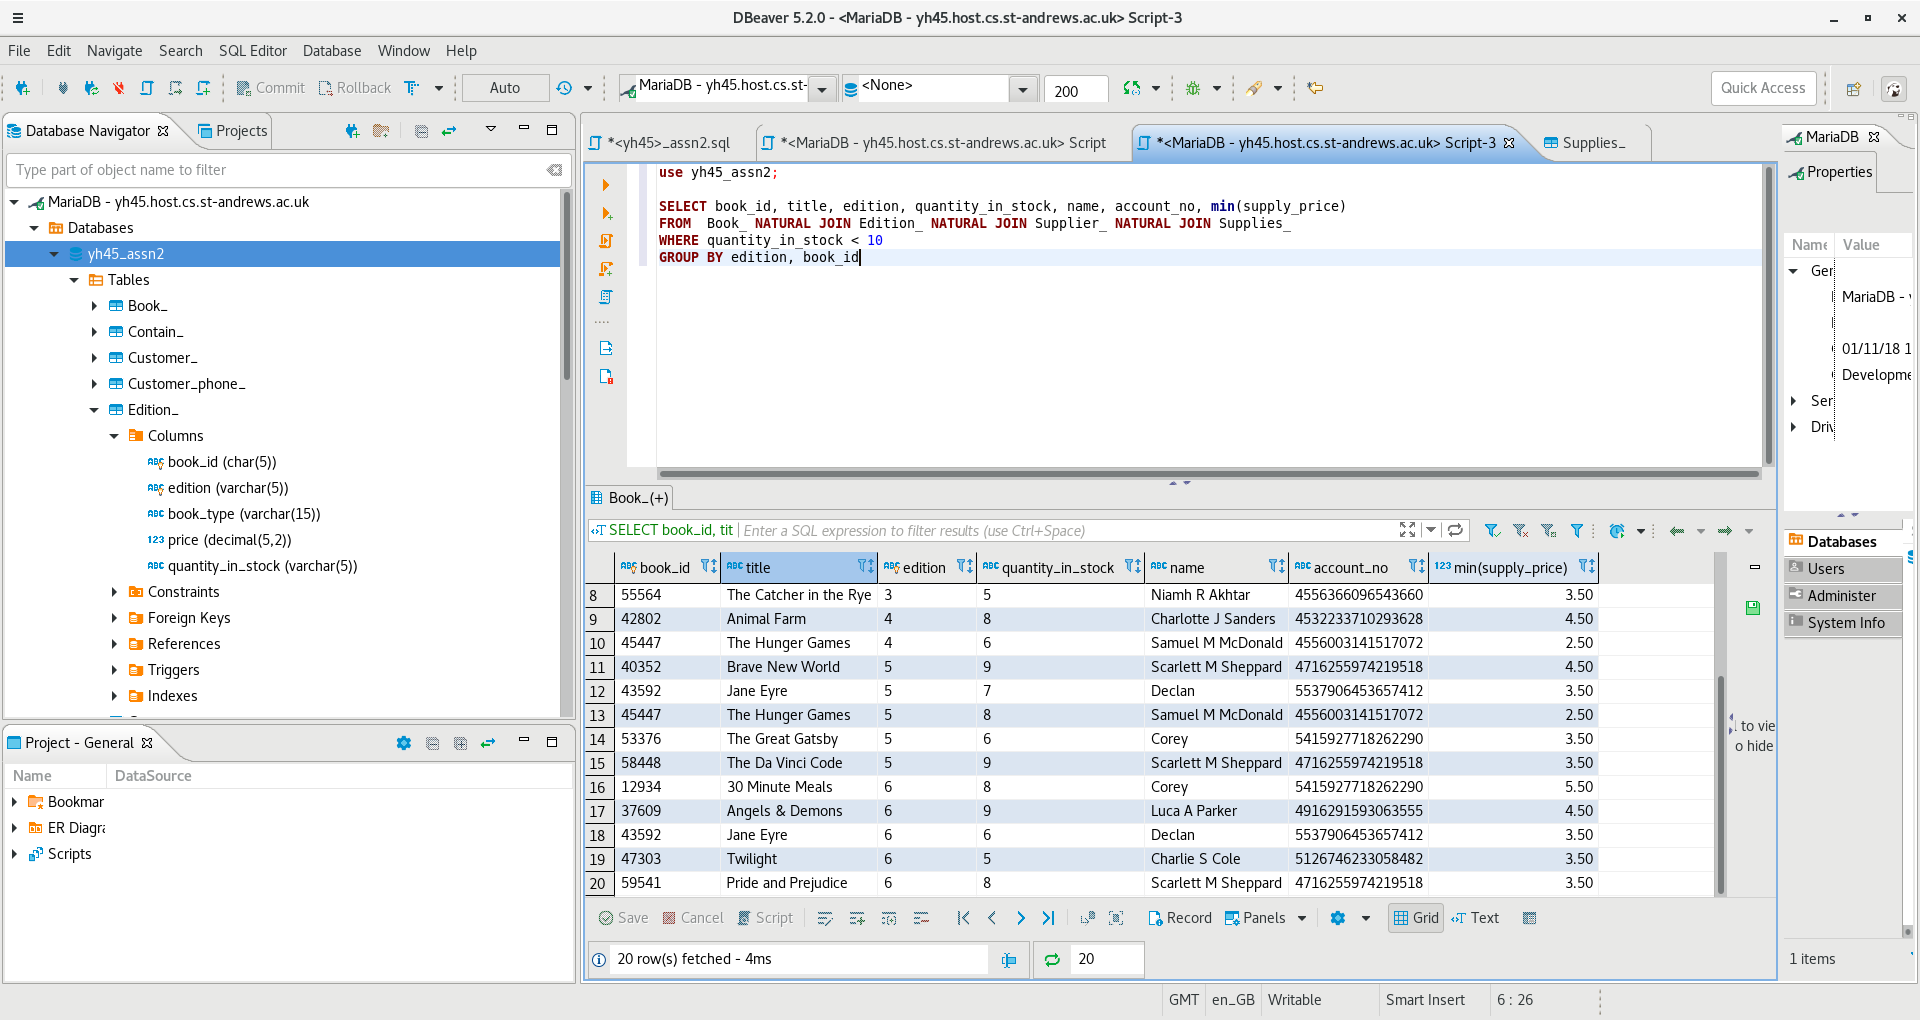 DBeaver 5.2.0 - <MariaDB - yh45.host.cs.st-andrews.ac.uk> Script-3
File Edit Navigate Search SQL Editor Database Window Help
Commit Rollback Auto MariaDB - yh45.host.cs.st- <None> 200 Quick Access
Database Navigator Projects
Type part of object name to filter
MariaDB - yh45.host.cs.st-andrews.ac.uk
Databases
yh45_assn2
Tables
Book_
Contain_
Customer_
Customer_phone_
Edition_
Columns
book_id (char(5))
edition (varchar(5))
book_type (varchar(15))
price (decimal(5,2))
quantity_in_stock (varchar(5))
Constraints
Foreign Keys
References
Triggers
Indexes
Project - General
Name DataSource
Bookmar
ER Diagra
Scripts
*<yh45>_assn2.sql *<MariaDB - yh45.host.cs.st-andrews.ac.uk> Script *<MariaDB - yh45.host.cs.st-andrews.ac.uk> Script-3 Supplies_
use yh45_assn2;
SELECT book_id, title, edition, quantity_in_stock, name, account_no, min(supply_price)
FROM  Book_ NATURAL JOIN Edition_ NATURAL JOIN Supplier_ NATURAL JOIN Supplies_
WHERE quantity_in_stock < 10
GROUP BY edition, book_id
Book_(+)
SELECT book_id, tit Enter a SQL expression to filter results (use Ctrl+Space)
book_id title edition quantity_in_stock name account_no 123 min(supply_price)
8 55564 The Catcher in the Rye 3 5 Niamh R Akhtar 4556366096543660 3.50
9 42802 Animal Farm 4 8 Charlotte J Sanders 4532233710293628 4.50
10 45447 The Hunger Games 4 6 Samuel M McDonald 4556003141517072 2.50
11 40352 Brave New World 5 9 Scarlett M Sheppard 4716255974219518 4.50
12 43592 Jane Eyre 5 7 Declan 5537906453657412 3.50
13 45447 The Hunger Games 5 8 Samuel M McDonald 4556003141517072 2.50
14 53376 The Great Gatsby 5 6 Corey 5415927718262290 3.50
15 58448 The Da Vinci Code 5 9 Scarlett M Sheppard 4716255974219518 3.50
16 12934 30 Minute Meals 6 8 Corey 5415927718262290 5.50
17 37609 Angels & Demons 6 9 Luca A Parker 4916291593063555 4.50
18 43592 Jane Eyre 6 6 Declan 5537906453657412 3.50
19 47303 Twilight 6 5 Charlie S Cole 5126746233058482 3.50
20 59541 Pride and Prejudice 6 8 Scarlett M Sheppard 4716255974219518 3.50
Save Cancel Script Record Panels Grid Text
20 row(s) fetched - 4ms 20
to vie
o hide
MariaDB
Properties
Name Value
Ger
MariaDB -
01/11/18 1
Developme
Ser
Driv
Databases
Users
Administer
System Info
1 items
GMT en_GB Writable Smart Insert 6 : 26